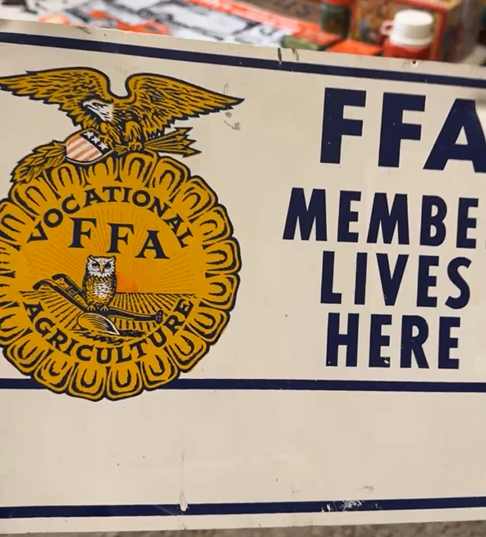 VOCATIONAL
FFA
AGRICULTURE
FFA
MEMBE
LIVES
HERE